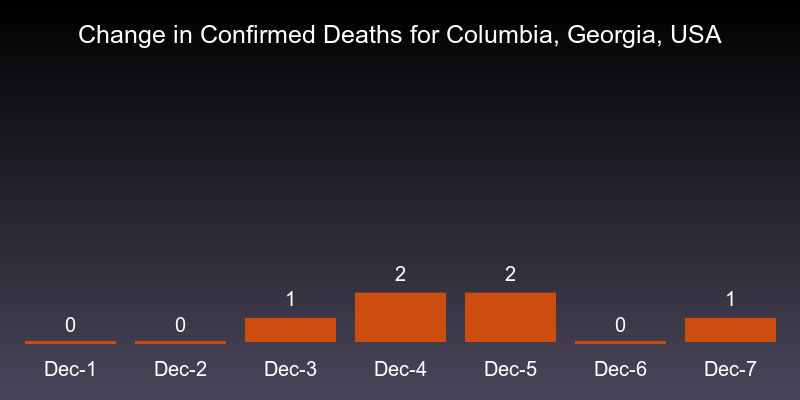 Change in Confirmed Deaths for Columbia, Georgia, USA
0 0 1 2 2 0 1
Dec-1 Dec-2 Dec-3 Dec-4 Dec-5 Dec-6 Dec-7